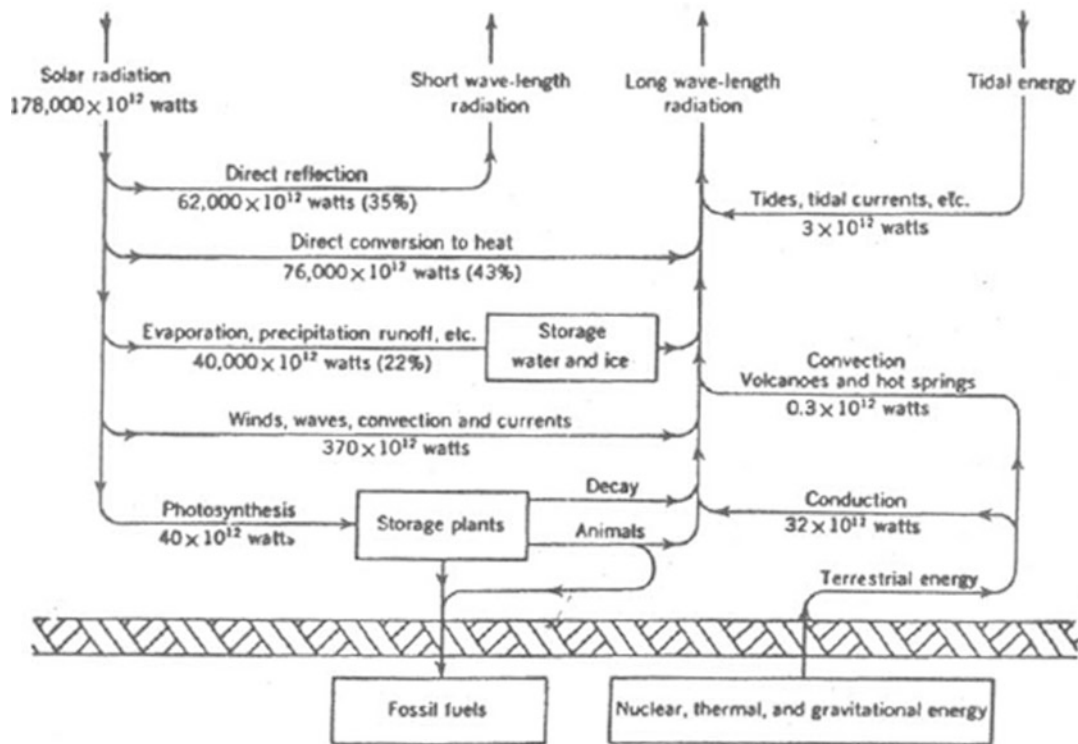 Solar radiation
178,000 × 10¹² watts
Short wave-length
radiation
Long wave-length
radiation
Tidal energy
Direct reflection
62,000 × 10¹² watts (35%)
Tides, tidal currents, etc.
3 × 10¹² watts
Direct conversion to heat
76,000 × 10¹² watts (43%)
Evaporation, precipitation runoff, etc.
40,000 × 10¹² watts (22%)
Storage
water and ice
Convection
Volcanoes and hot springs
0.3 × 10¹² watts
Winds, waves, convection and currents
370 × 10¹² watts
Photosynthesis
40 × 10¹² watts
Storage plants
Decay
Animals
Conduction
32 × 10¹² watts
Terrestrial energy
Fossil fuels
Nuclear, thermal, and gravitational energy